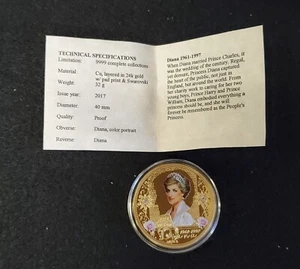 TECHNICAL SPECIFICATIONS
Limitation: 9999 complete collections
Material: Cu, layered in 24k gold
w/ pad print & Swarovski
Weight: 32 g
Issue year: 2017
Diameter: 40 mm
Quality: Proof
Obverse: Diana, color portrait
Reverse: Diana
Diana 1961-1997
When Diana married Prince Charles, it
was the wedding of the century. Regal,
yet demure, Princess Diana captured
the heart of the public, not just in
England, but around the world. From
her charity work to caring for her two
young boys, Prince Harry and Prince
William, Diana embodied everything a
princess should be, and she will
forever be remembered as the People's
Princess.